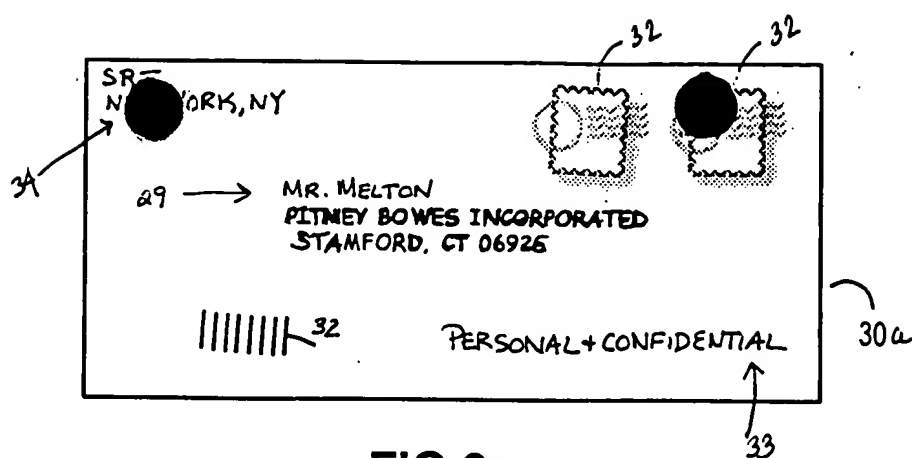 32 32
SR
ORK, NY
34
29 MR. MELTON
PITNEY BOWES INCORPORATED
STAMFORD, CT 06926
32
PERSONAL + CONFIDENTIAL
30a
33